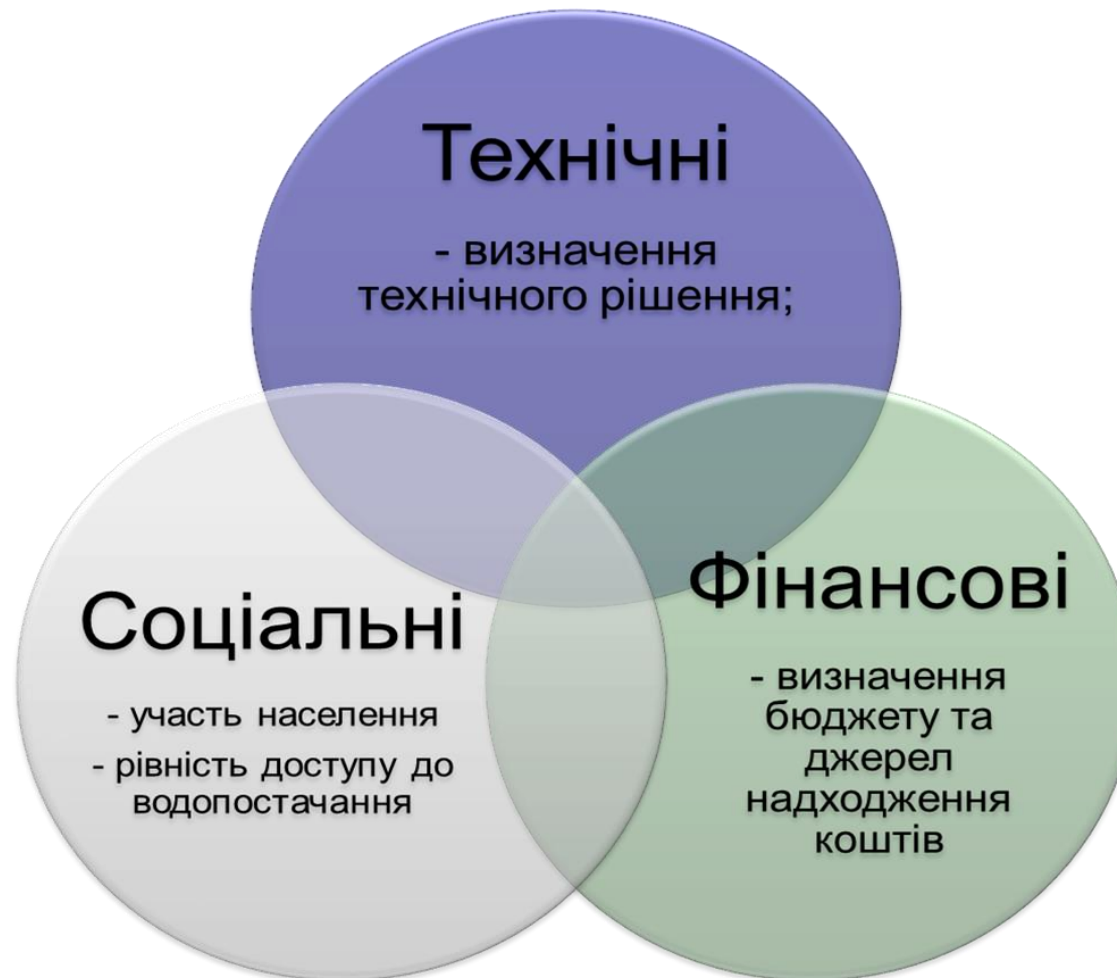 Технічні
- визначення
технічного рішення;
Соціальні
- участь населення
- рівність доступу до
водопостачання
Фінансові
- визначення
бюджету та
джерел
надходження
коштів